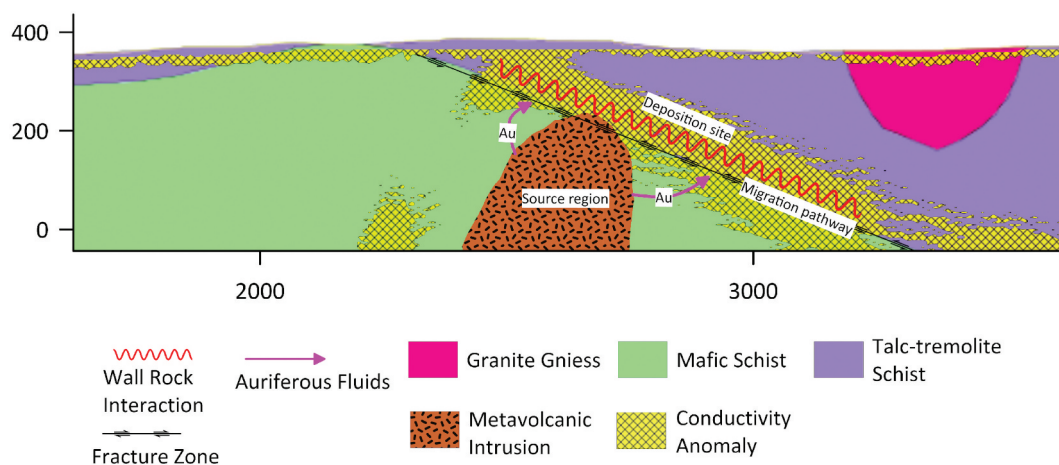 400
200
0
2000
3000
Deposition site
Au
Source region
Au
Migration pathway
Wall Rock
Interaction
Fracture Zone
Auriferous Fluids
Granite Gniess
Mafic Schist
Talc-tremolite
Schist
Metavolcanic
Intrusion
Conductivity
Anomaly